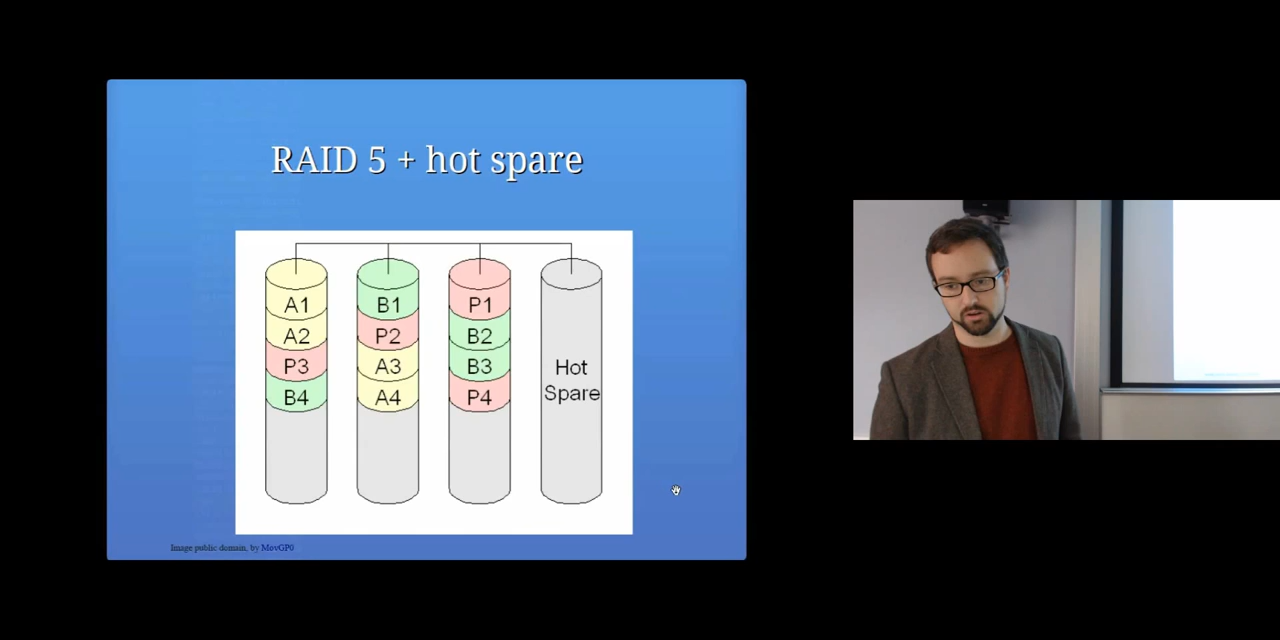 RAID 5 + hot spare
A1 B1 P1
A2 P2 B2
P3 A3 B3
Hot
Spare
B4 A4 P4
Image public domain, by MovGP0